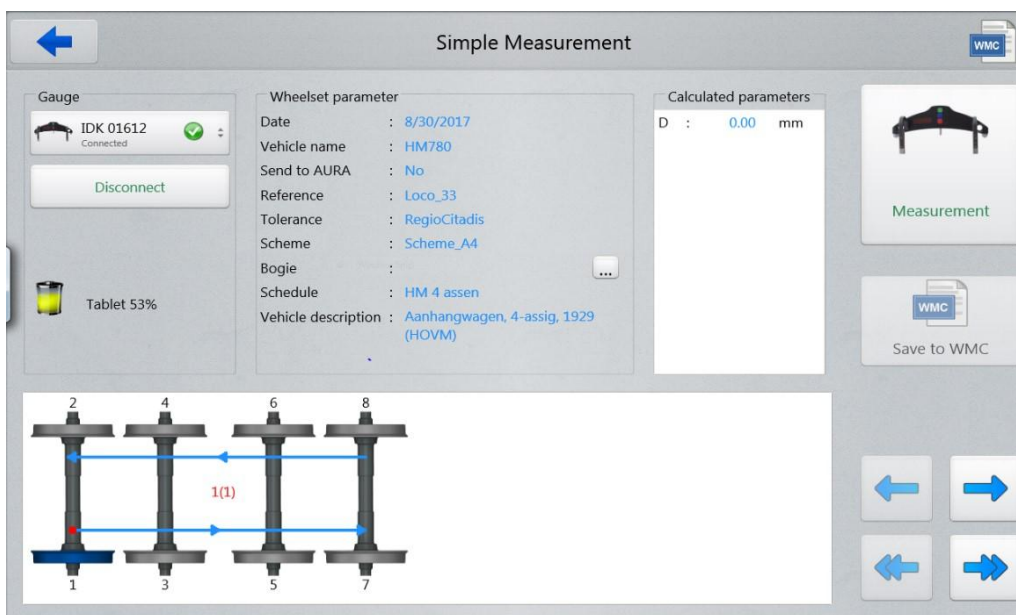 Simple Measurement
WMC
Gauge
IDK 01612
Connected
Disconnect
Tablet 53%
Wheelset parameter
Date : 8/30/2017
Vehicle name : HM780
Send to AURA : No
Reference : Loco_33
Tolerance : RegioCitadis
Scheme : Scheme_A4
Bogie :
...
Schedule : HM 4 assen
Vehicle description : Aanhangwagen, 4-assig, 1929
(HOVM)
Calculated parameters
D : 0.00 mm
Measurement
WMC
Save to WMC
2 4 6 8
1(1)
1 3 5 7